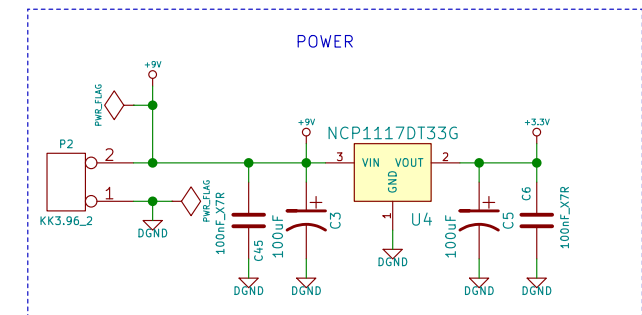 POWER
+9V
PWR_FLAG
P2
2
1
KK3.96_2
DGND
PWR_FLAG
100nF_X7R
C45
DGND
+9V
100uF
C3
DGND
NCP1117DT33G
3
VIN
VOUT
2
GND
1
U4
DGND
100uF
C5
DGND
+3.3V
C6
100nF_X7R
DGND